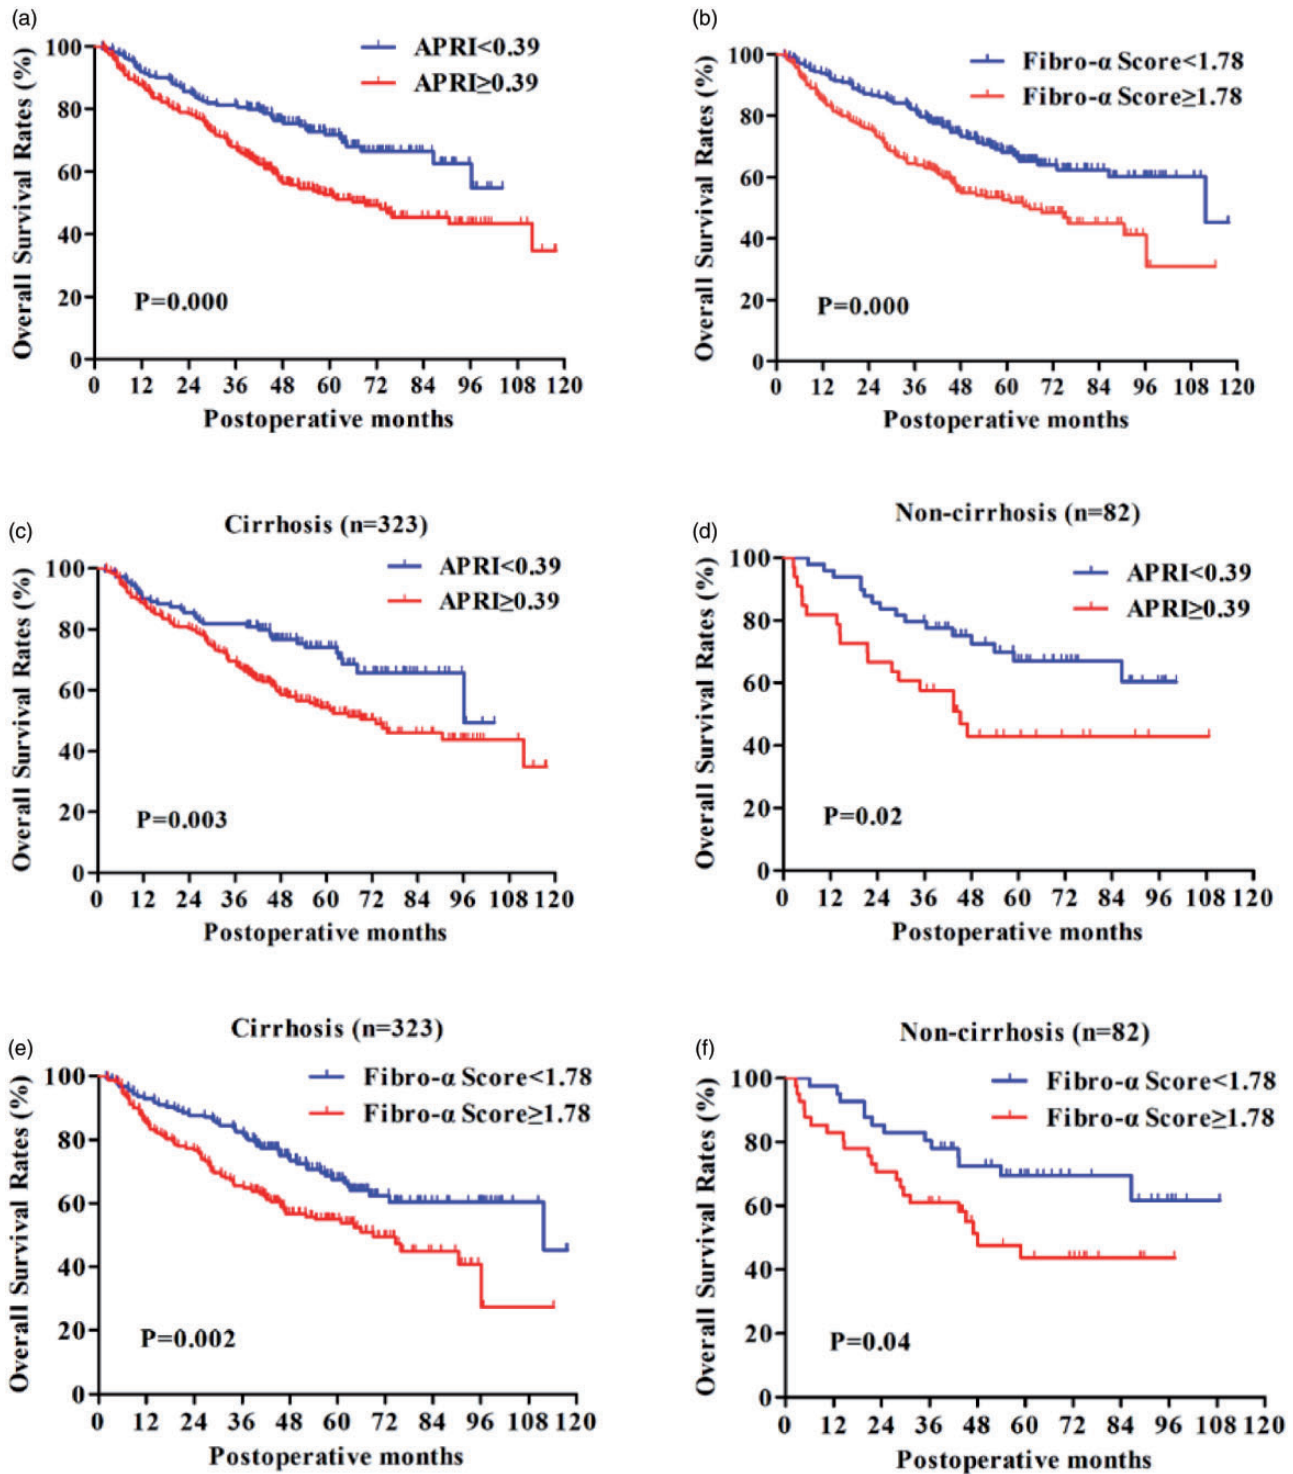 (a)
APRI<0.39
APRI≥0.39
Overall Survival Rates (%)
100
80
60
40
20
0
P=0.000
0 12 24 36 48 60 72 84 96 108 120
Postoperative months
(b)
Fibro-α Score<1.78
Fibro-α Score≥1.78
Overall Survival Rates (%)
100
80
60
40
20
0
P=0.000
0 12 24 36 48 60 72 84 96 108 120
Postoperative months
(c)
Cirrhosis (n=323)
APRI<0.39
APRI≥0.39
Overall Survival Rates (%)
100
80
60
40
20
0
P=0.003
0 12 24 36 48 60 72 84 96 108 120
Postoperative months
(d)
Non-cirrhosis (n=82)
APRI<0.39
APRI≥0.39
Overall Survival Rates (%)
100
80
60
40
20
0
P=0.02
0 12 24 36 48 60 72 84 96 108 120
Postoperative months
(e)
Cirrhosis (n=323)
Fibro-α Score<1.78
Fibro-α Score≥1.78
Overall Survival Rates (%)
100
80
60
40
20
0
P=0.002
0 12 24 36 48 60 72 84 96 108 120
Postoperative months
(f)
Non-cirrhosis (n=82)
Fibro-α Score<1.78
Fibro-α Score≥1.78
Overall Survival Rates (%)
100
80
60
40
20
0
P=0.04
0 12 24 36 48 60 72 84 96 108 120
Postoperative months